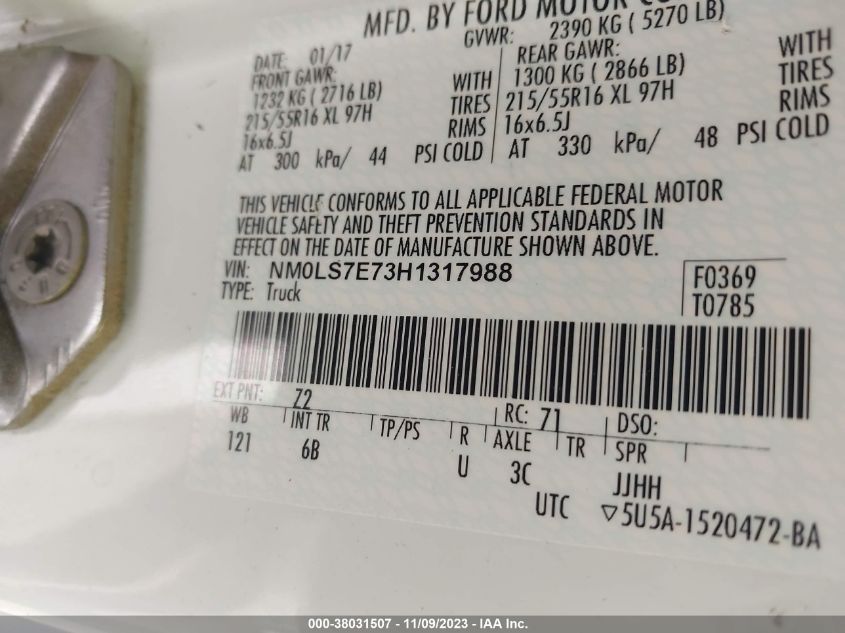 MFD. BY FORD MOTOR CO
DATE: 01/17 GVWR: 2390 KG ( 5270 LB)
FRONT GAWR: REAR GAWR:
1232 KG ( 2716 LB) WITH 1300 KG ( 2866 LB) WITH
215/55R16 XL 97H TIRES 215/55R16 XL 97H TIRES
16x6.5J RIMS 16x6.5J RIMS
AT 300 kPa/ 44 PSI COLD AT 330 kPa/ 48 PSI COLD
THIS VEHICLE CONFORMS TO ALL APPLICABLE FEDERAL MOTOR
VEHICLE SAFETY AND THEFT PREVENTION STANDARDS IN
EFFECT ON THE DATE OF MANUFACTURE SHOWN ABOVE.
VIN: NM0LS7E73H1317988 F0369
TYPE: Truck T0785
EXT PNT: Z2 RC: 71 DSO:
WB INT TR TP/PS R AXLE TR SPR
121 6B U 3C JJHH
UTC ▽5U5A-1520472-BA
000-38031507 - 11/09/2023 - IAA Inc.